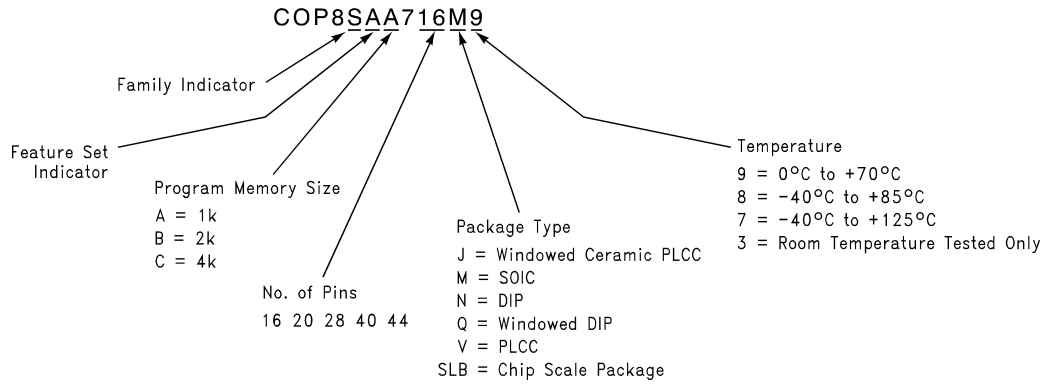 COP8SAA716M9
Family Indicator
Feature Set
Indicator
Program Memory Size
A = 1k
B = 2k
C = 4k
No. of Pins
16 20 28 40 44
Package Type
J = Windowed Ceramic PLCC
M = SOIC
N = DIP
Q = Windowed DIP
V = PLCC
SLB = Chip Scale Package
Temperature
9 = 0°C to +70°C
8 = -40°C to +85°C
7 = -40°C to +125°C
3 = Room Temperature Tested Only